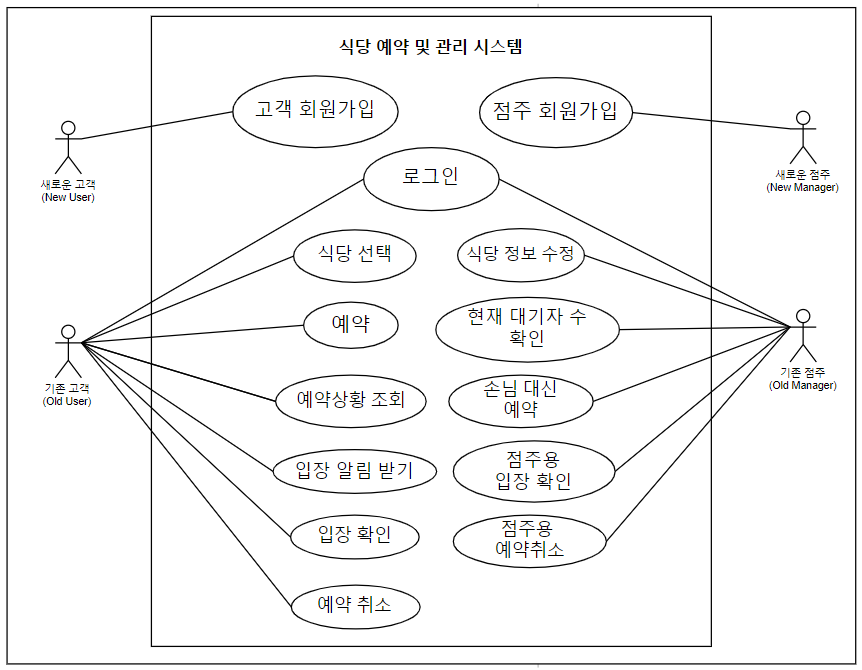 식당 예약 및 관리 시스템
고객 회원가입
점주 회원가입
새로운 고객
(New User)
새로운 점주
(New Manager)
로그인
식당 선택
식당 정보 수정
예약
현재 대기자 수
확인
기존 고객
(Old User)
기존 점주
(Old Manager)
예약상황 조회
손님 대신
예약
입장 알림 받기
점주용
입장 확인
입장 확인
점주용
예약취소
예약 취소